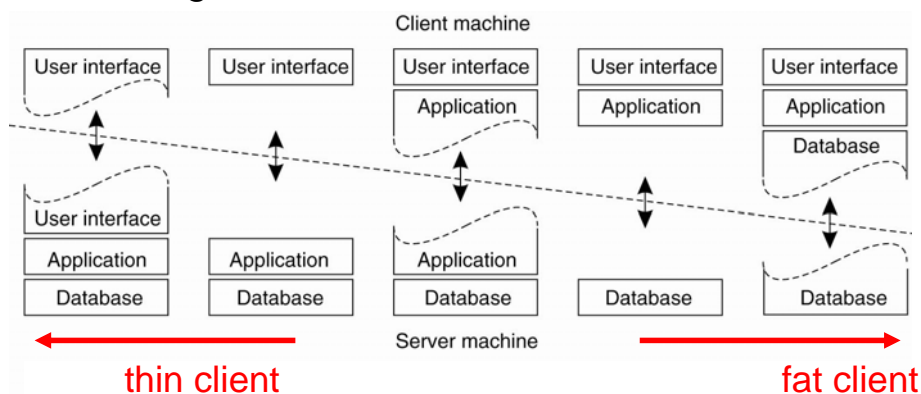 Client machine
User interface User interface User interface User interface User interface
Application Application Application
Database
User interface
Application Application Application Database
Database Database Database Database
Server machine
thin client fat client